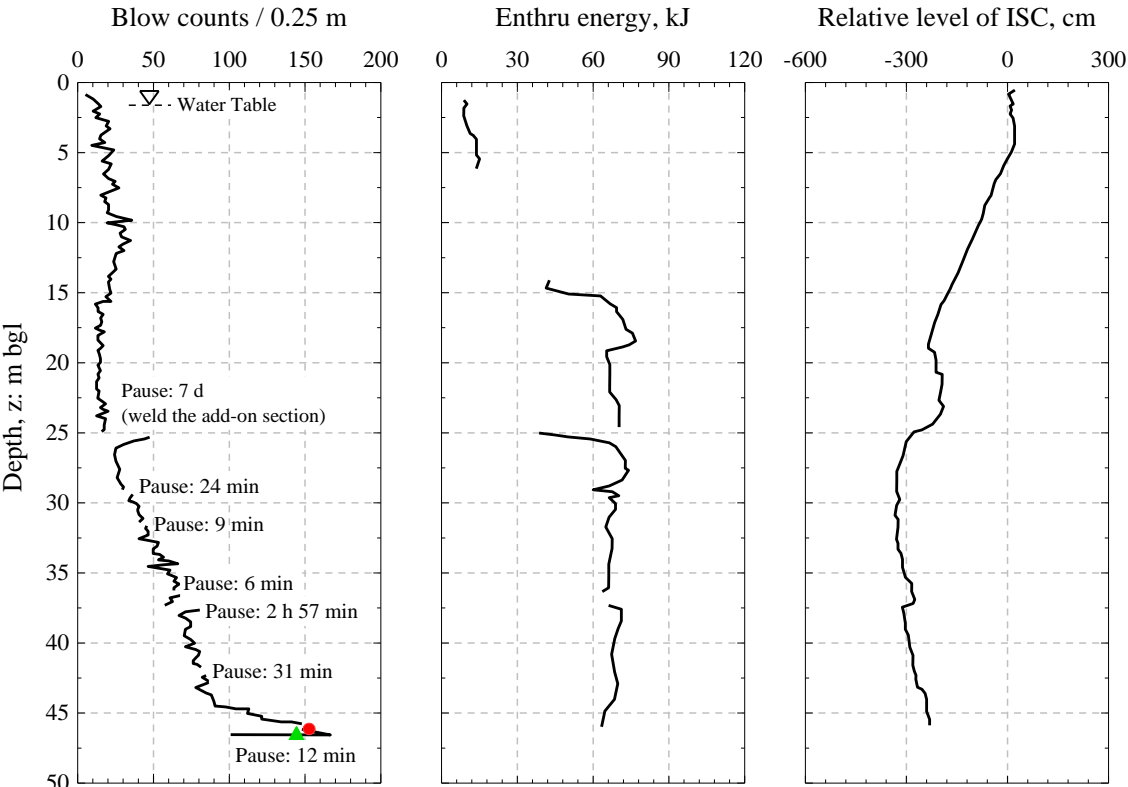 Blow counts / 0.25 m
Enthru energy, kJ
Relative level of ISC, cm
0 50 100 150 200
0 30 60 90 120
-600 -300 0 300
0
5
10
15
20
25
30
35
40
45
50
Depth, z: m bgl
Water Table
Pause: 7 d
(weld the add-on section)
Pause: 24 min
Pause: 9 min
Pause: 6 min
Pause: 2 h 57 min
Pause: 31 min
Pause: 12 min